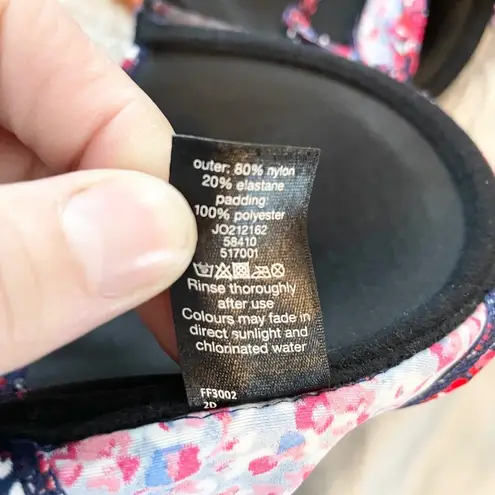 outer: 80% nylon
20% elastane
padding:
100% polyester
JO212162
58410
517001
Rinse thoroughly
after use
Colours may fade in
direct sunlight and
chlorinated water
FF3002
2D